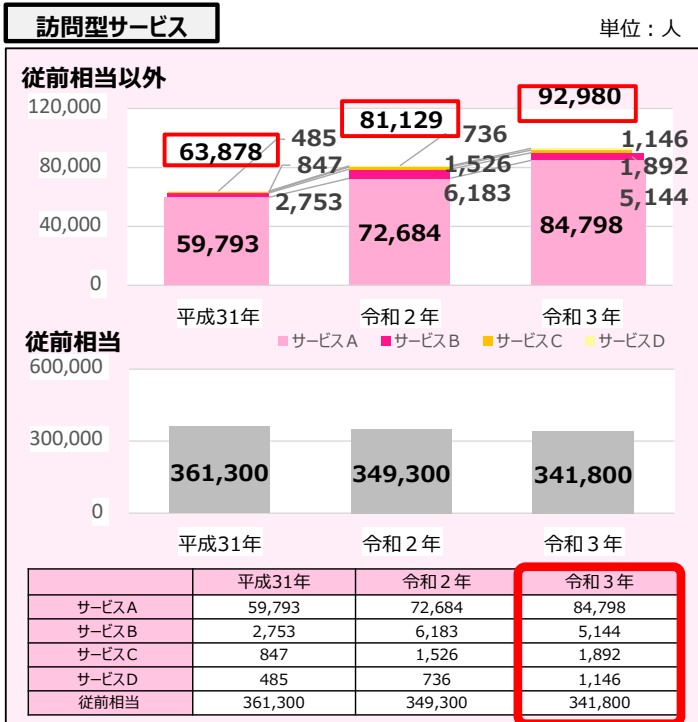 訪問型サービス
単位：人
従前相当以外
120,000
80,000
40,000
0
63,878
485
847
2,753
59,793
81,129
736
1,526
6,183
72,684
92,980
1,146
1,892
5,144
84,798
平成31年 令和２年 令和３年
サービスA サービスB サービスC サービスD
従前相当
600,000
300,000
0
361,300 349,300 341,800
平成31年 令和２年 令和３年
平成31年 令和２年 令和３年
サービスA 59,793 72,684 84,798
サービスB 2,753 6,183 5,144
サービスC 847 1,526 1,892
サービスD 485 736 1,146
従前相当 361,300 349,300 341,800